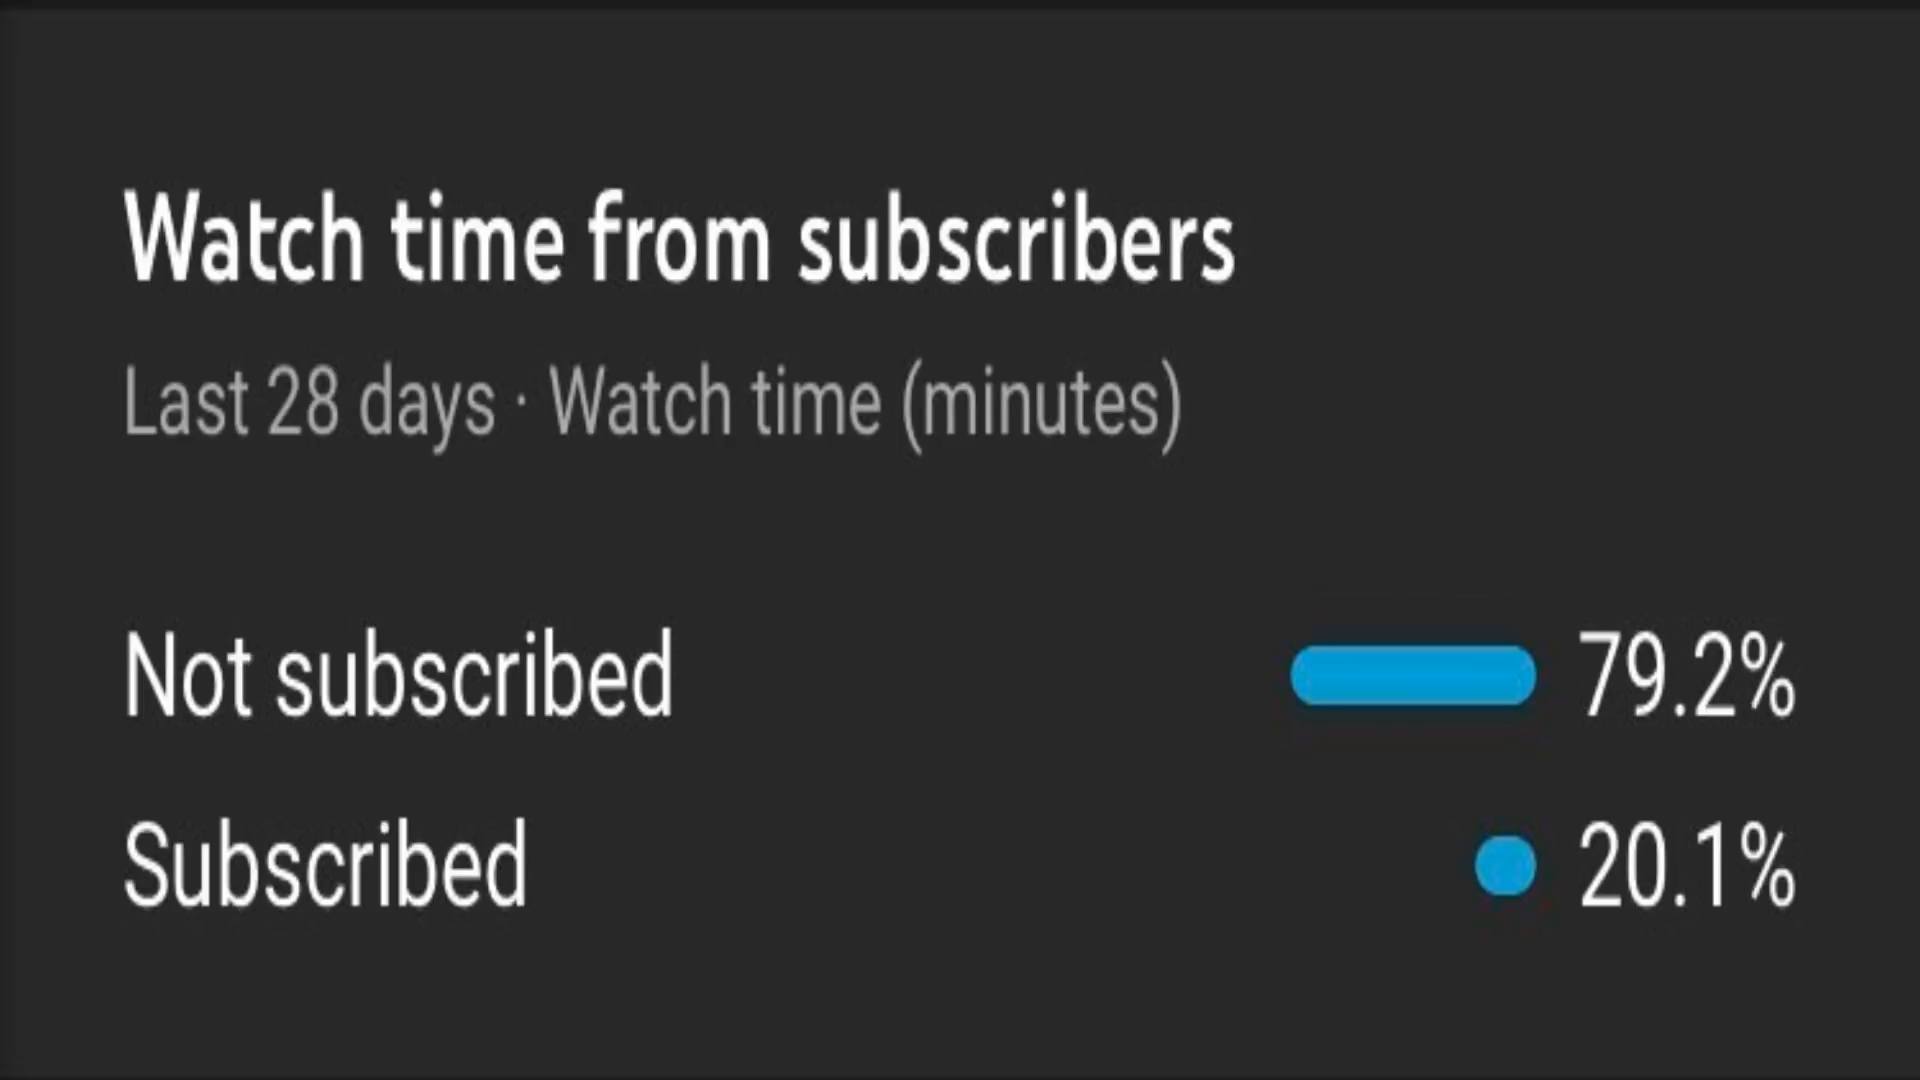 Watch time from subscribers
Last 28 days · Watch time (minutes)
Not subscribed 79.2%
Subscribed 20.1%